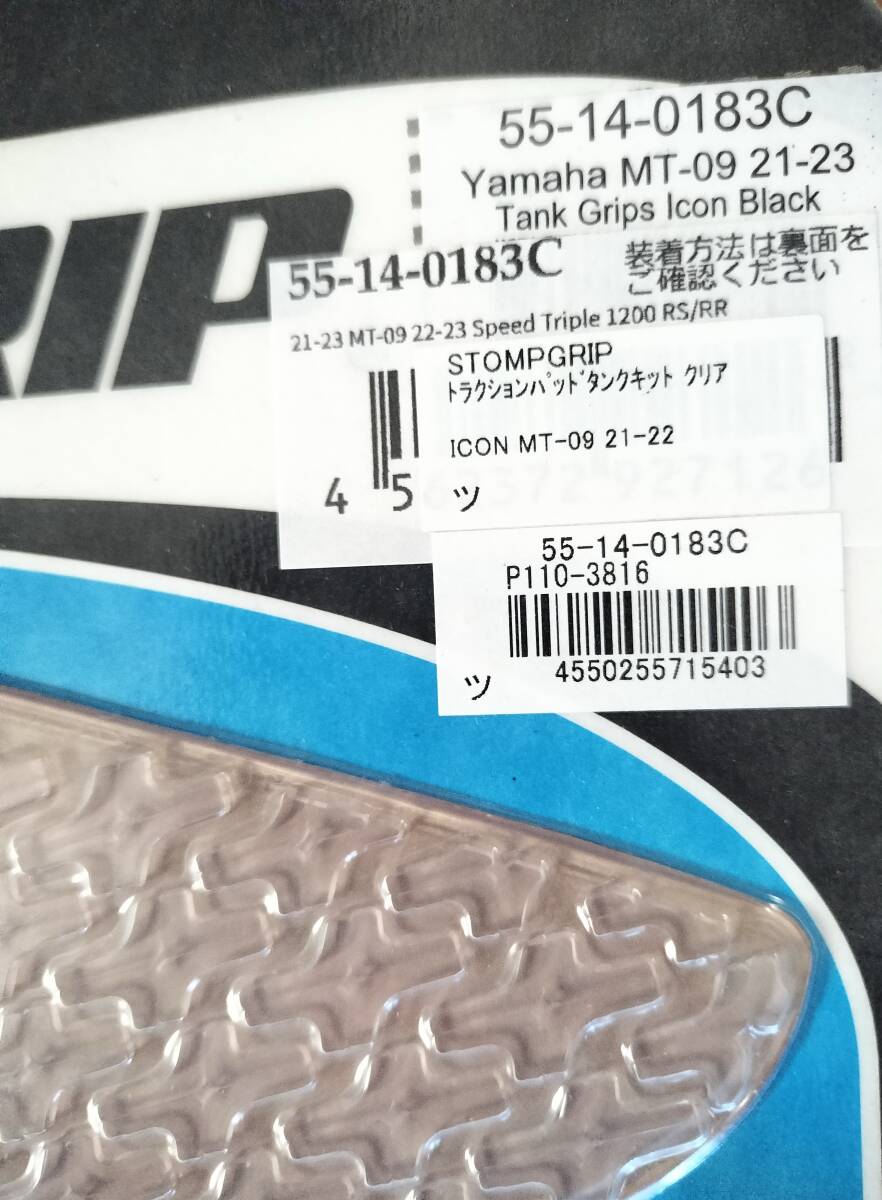 RIP
55-14-0183C
Yamaha MT-09 21-23
Tank Grips Icon Black
55-14-0183C
装着方法は裏面を
ご確認ください
21-23 MT-09 22-23 Speed Triple 1200 RS/RR
STOMPGRIP
トラクションパッドタンクキット クリア
ICON MT-09 21-22
4 5
ツ
55-14-0183C
P110-3816
4550255715403
ツ